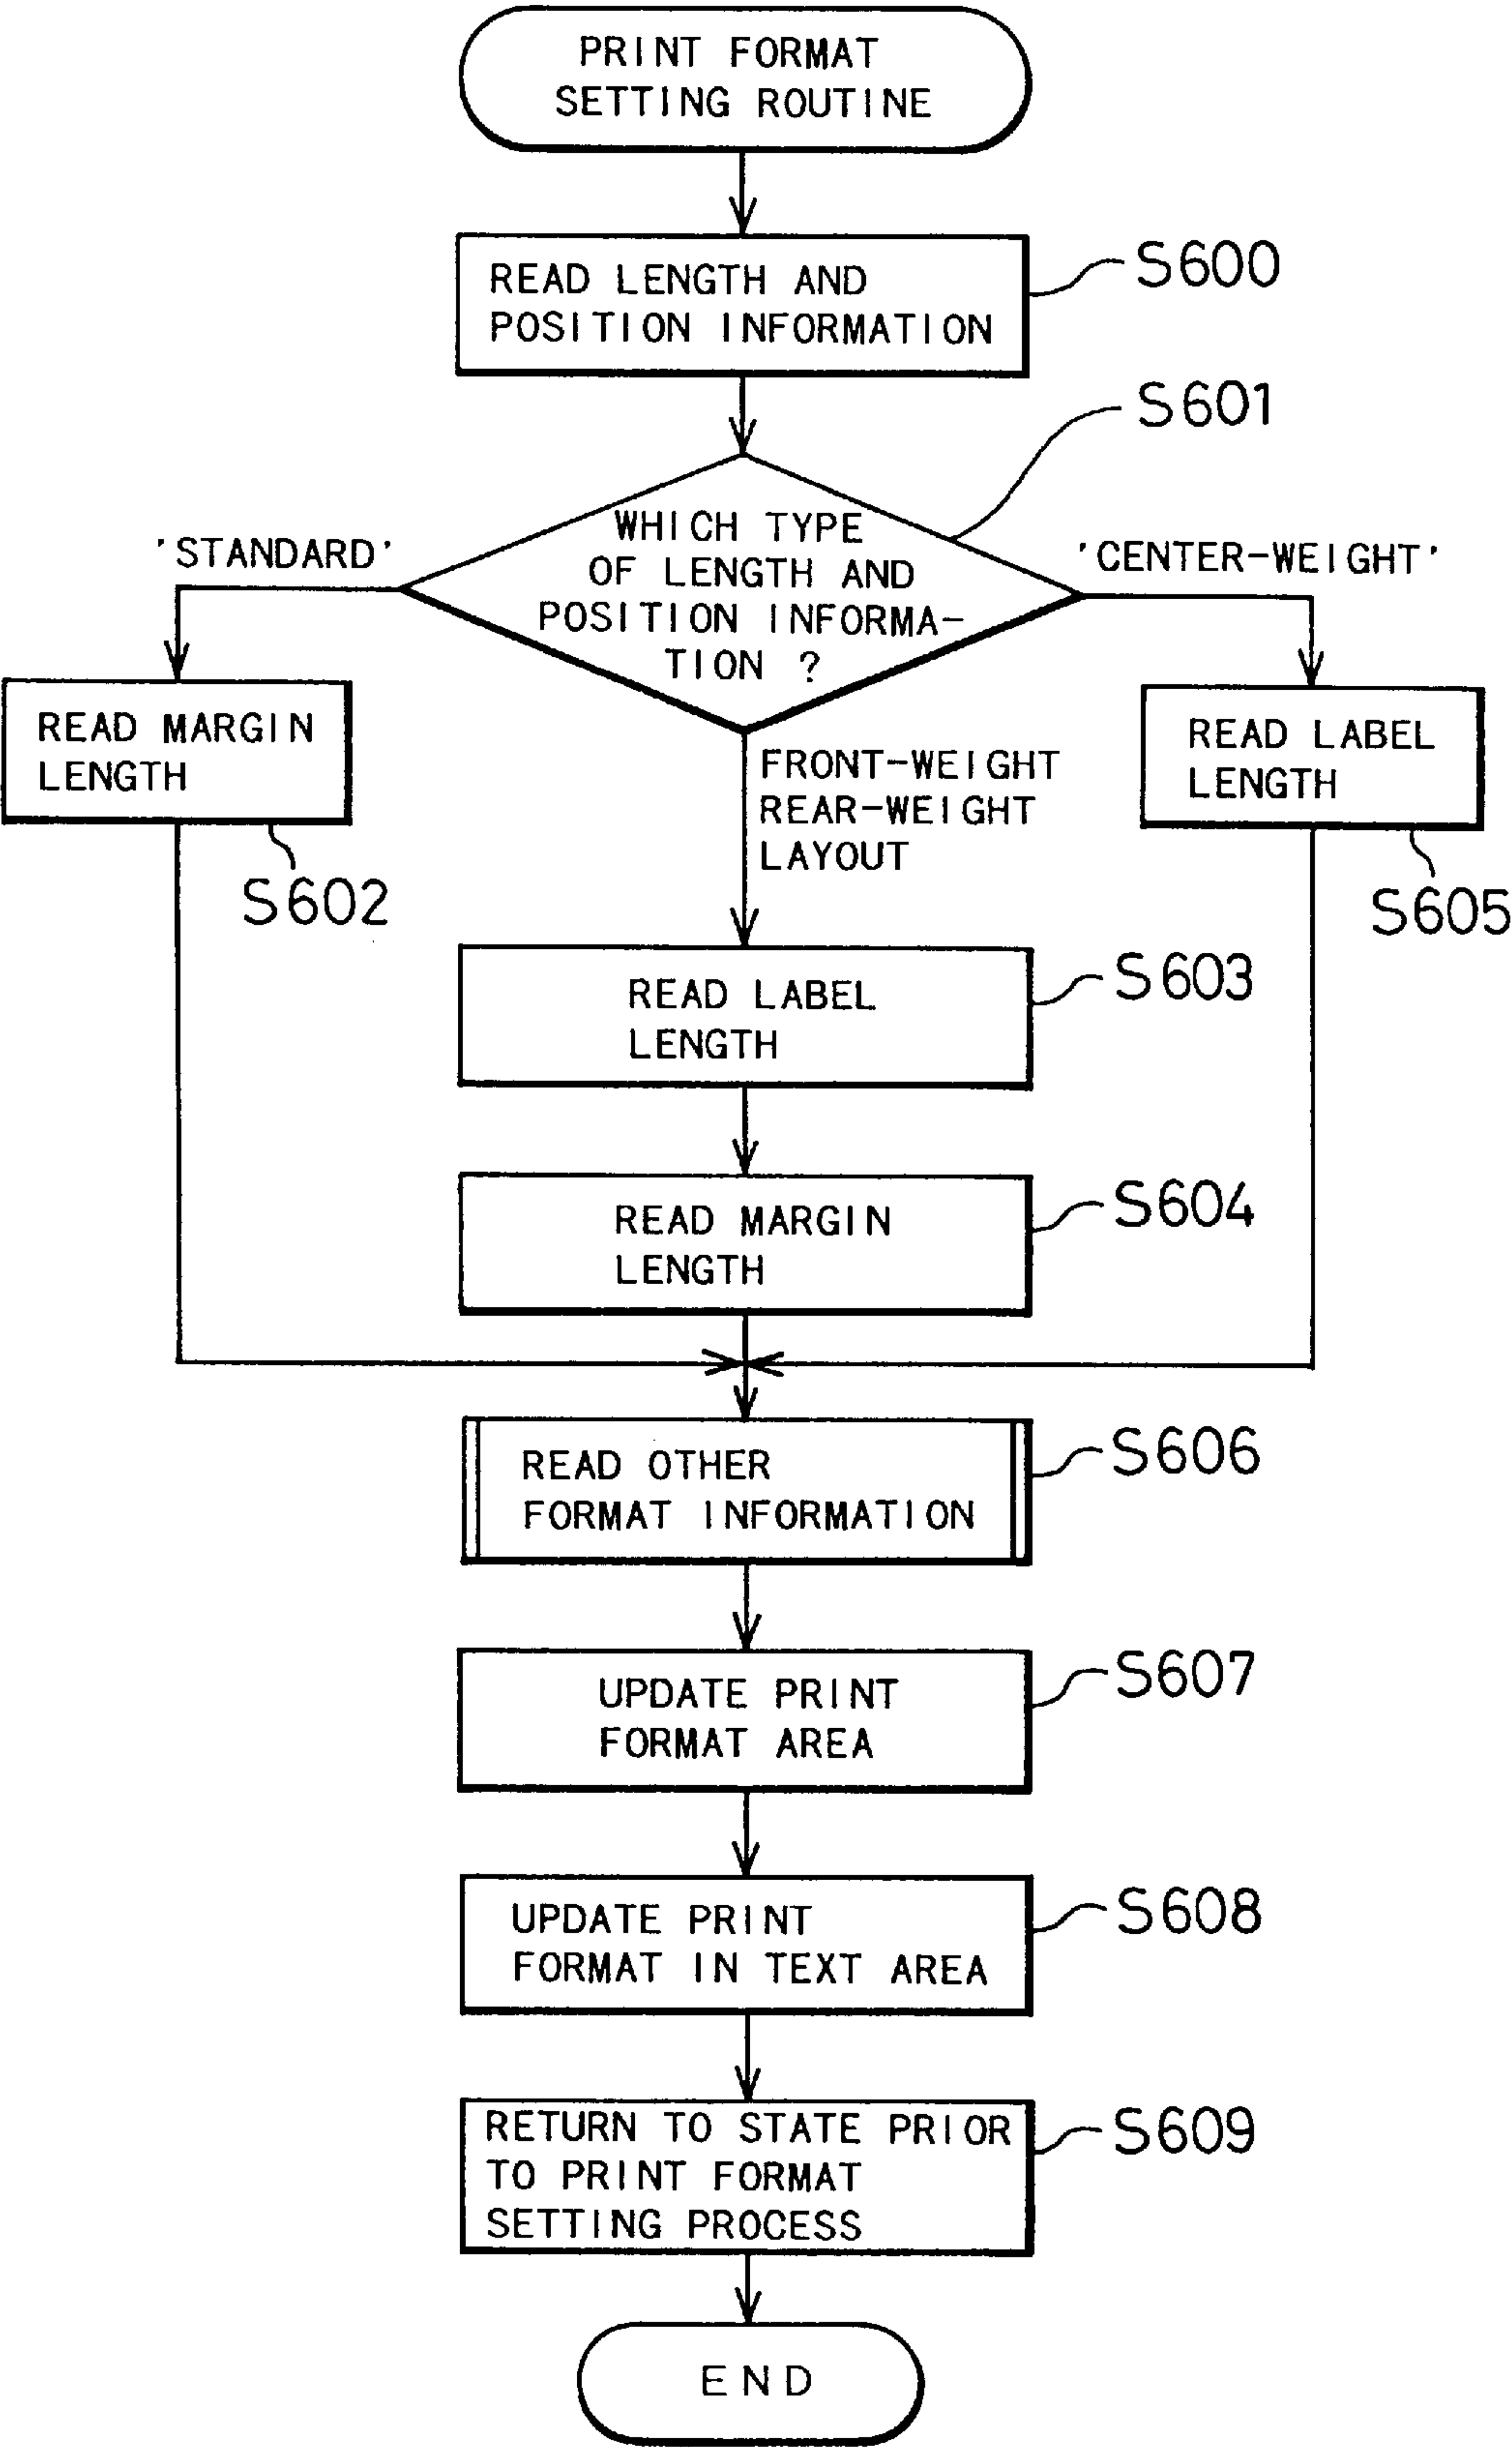 PRINT FORMAT
SETTING ROUTINE
READ LENGTH AND
POSITION INFORMATION
S600
S601
WHICH TYPE
OF LENGTH AND
POSITION INFORMA-
TION ?
'STANDARD'
'CENTER-WEIGHT'
READ MARGIN
LENGTH
S602
FRONT-WEIGHT
REAR-WEIGHT
LAYOUT
READ LABEL
LENGTH
S605
READ LABEL
LENGTH
S603
READ MARGIN
LENGTH
S604
READ OTHER
FORMAT INFORMATION
S606
UPDATE PRINT
FORMAT AREA
S607
UPDATE PRINT
FORMAT IN TEXT AREA
S608
RETURN TO STATE PRIOR
TO PRINT FORMAT
SETTING PROCESS
S609
END